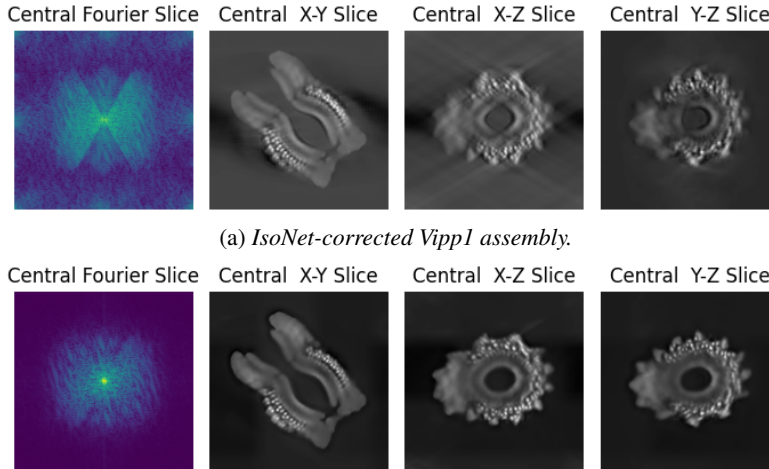 Central Fourier Slice Central X-Y Slice Central X-Z Slice Central Y-Z Slice
(a) IsoNet-corrected Vipp1 assembly.
Central Fourier Slice Central X-Y Slice Central X-Z Slice Central Y-Z Slice